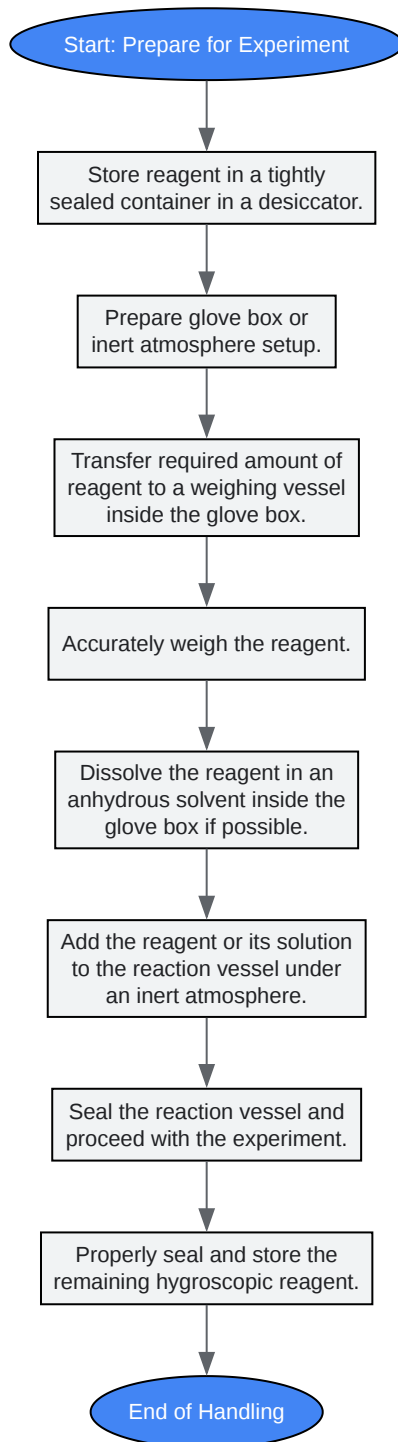 Start: Prepare for Experiment
Store reagent in a tightly
sealed container in a desiccator.
Prepare glove box or
inert atmosphere setup.
Transfer required amount of
reagent to a weighing vessel
inside the glove box.
Accurately weigh the reagent.
Dissolve the reagent in an
anhydrous solvent inside the
glove box if possible.
Add the reagent or its solution
to the reaction vessel under
an inert atmosphere.
Seal the reaction vessel and
proceed with the experiment.
Properly seal and store the
remaining hygroscopic reagent.
End of Handling